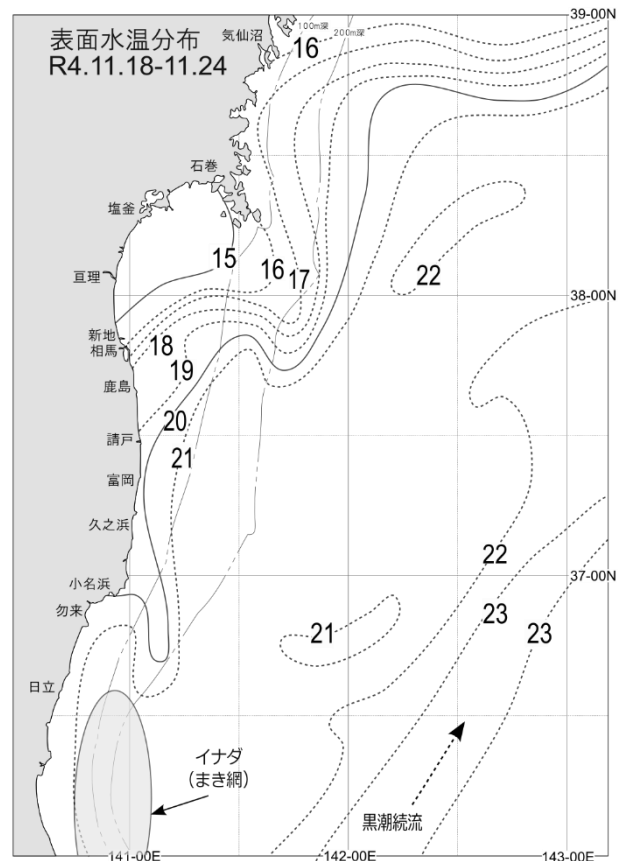 表面水温分布
R4.11.18-11.24
気仙沼
100m深
200m深
39-00N
16
石巻
塩釜
亘理
15
16
17
22
38-00N
新地
相馬
18
鹿島
19
20
請戸
21
富岡
久之浜
22
37-00N
小名浜
勿来
21
23
23
日立
イナダ
(まき網)
黒潮続流
141-00E
142-00E
143-00E